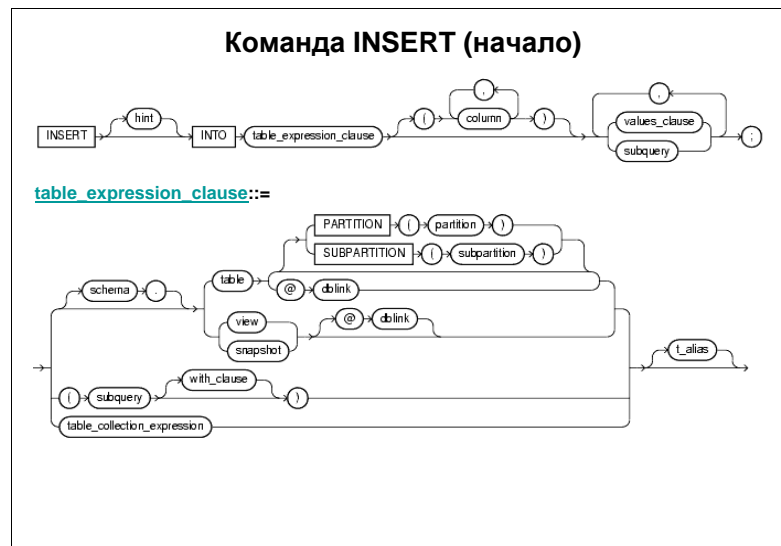 Команда INSERT (начало)
,
,
hint
( column )
values_clause
INSERT INTO table_expression_clause
subquery ;
table_expression_clause::=
PARTITION ( partition )
SUBPARTITION ( subpartition )
table
schema .
@ dblink
view @ dblink
snapshot
t_alias
with_clause
( subquery )
table_collection_expression